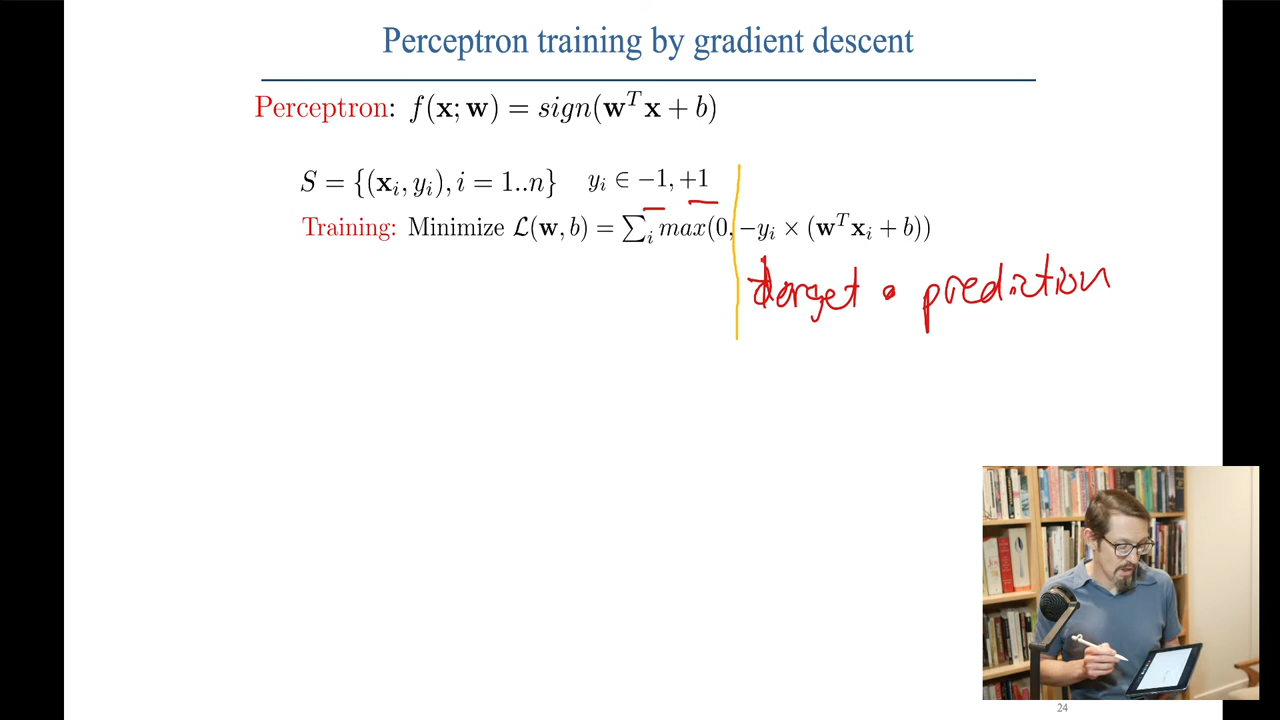 Perceptron training by gradient descent
Perceptron: f(x; w) = sign(wᵀx + b)
S = {(xᵢ, yᵢ), i = 1..n} yᵢ ∈ −1, +1
Training: Minimize ℒ(w, b) = ∑ᵢ max(0, −yᵢ × (wᵀxᵢ + b))
target • prediction
24